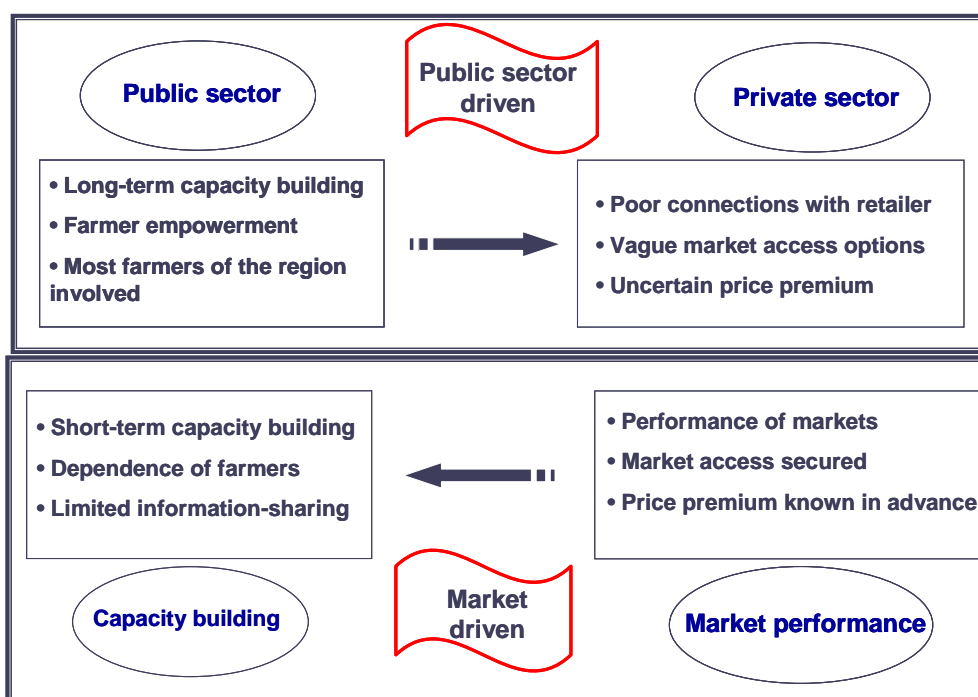 Public sector
Public sector
driven
Private sector
• Long-term capacity building
• Farmer empowerment
• Most farmers of the region
involved
• Poor connections with retailer
• Vague market access options
• Uncertain price premium
• Short-term capacity building
• Dependence of farmers
• Limited information-sharing
• Performance of markets
• Market access secured
• Price premium known in advance
Capacity building
Market
driven
Market performance